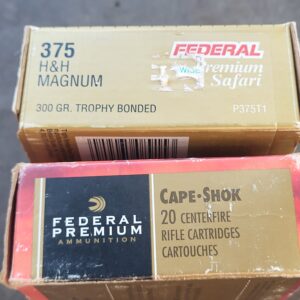 375
H&H
MAGNUM
300 GR. TROPHY BONDED
FEDERAL
Premium
Safari
P375T1
FEDERAL
PREMIUM
AMMUNITION
CAPE•SHOK
20 CENTERFIRE
RIFLE CARTRIDGES
CARTOUCHES